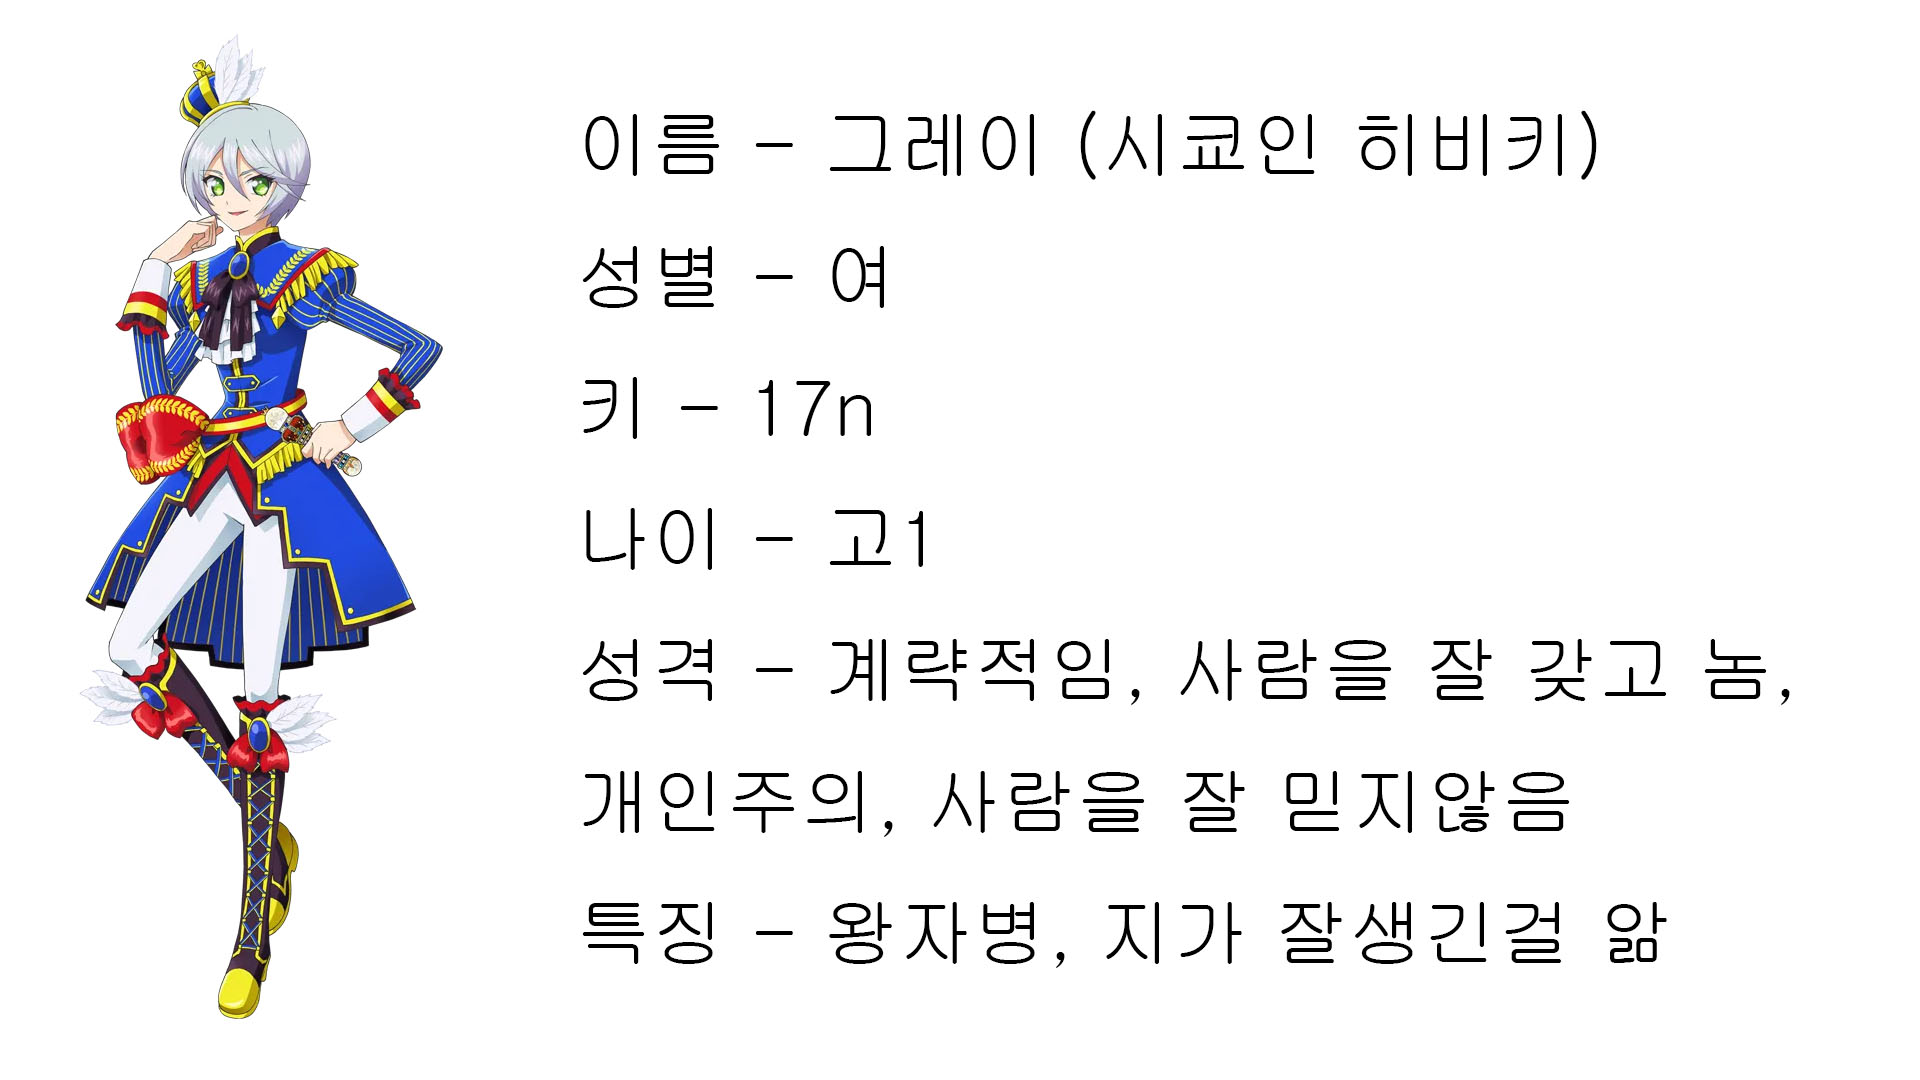 이름 - 그레이 (시쿄인 히비키)
성별 - 여
키 - 17n
나이 - 고1
성격 - 계략적임, 사람을 잘 갖고 놈,
개인주의, 사람을 잘 믿지않음
특징 - 왕자병, 지가 잘생긴걸 앎